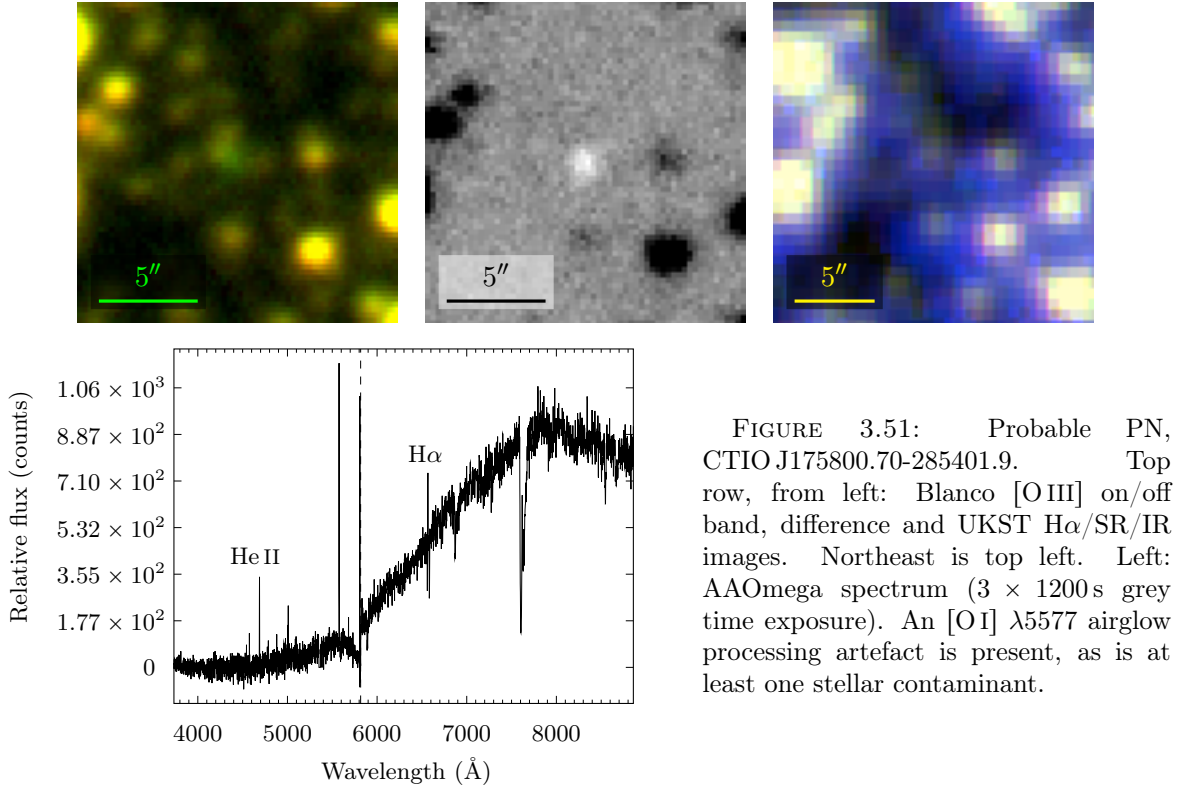 5″
5″
5″
Relative flux (counts)
1.06 × 10³
8.87 × 10²
7.10 × 10²
5.32 × 10²
3.55 × 10²
1.77 × 10²
0
He II
Hα
4000 5000 6000 7000 8000
Wavelength (Å)
FIGURE 3.51: Probable PN,
CTIO J175800.70-285401.9. Top
row, from left: Blanco [O III] on/off
band, difference and UKST Hα/SR/IR
images. Northeast is top left. Left:
AAOmega spectrum (3 × 1200 s grey
time exposure). An [O I] λ5577 airglow
processing artefact is present, as is at
least one stellar contaminant.